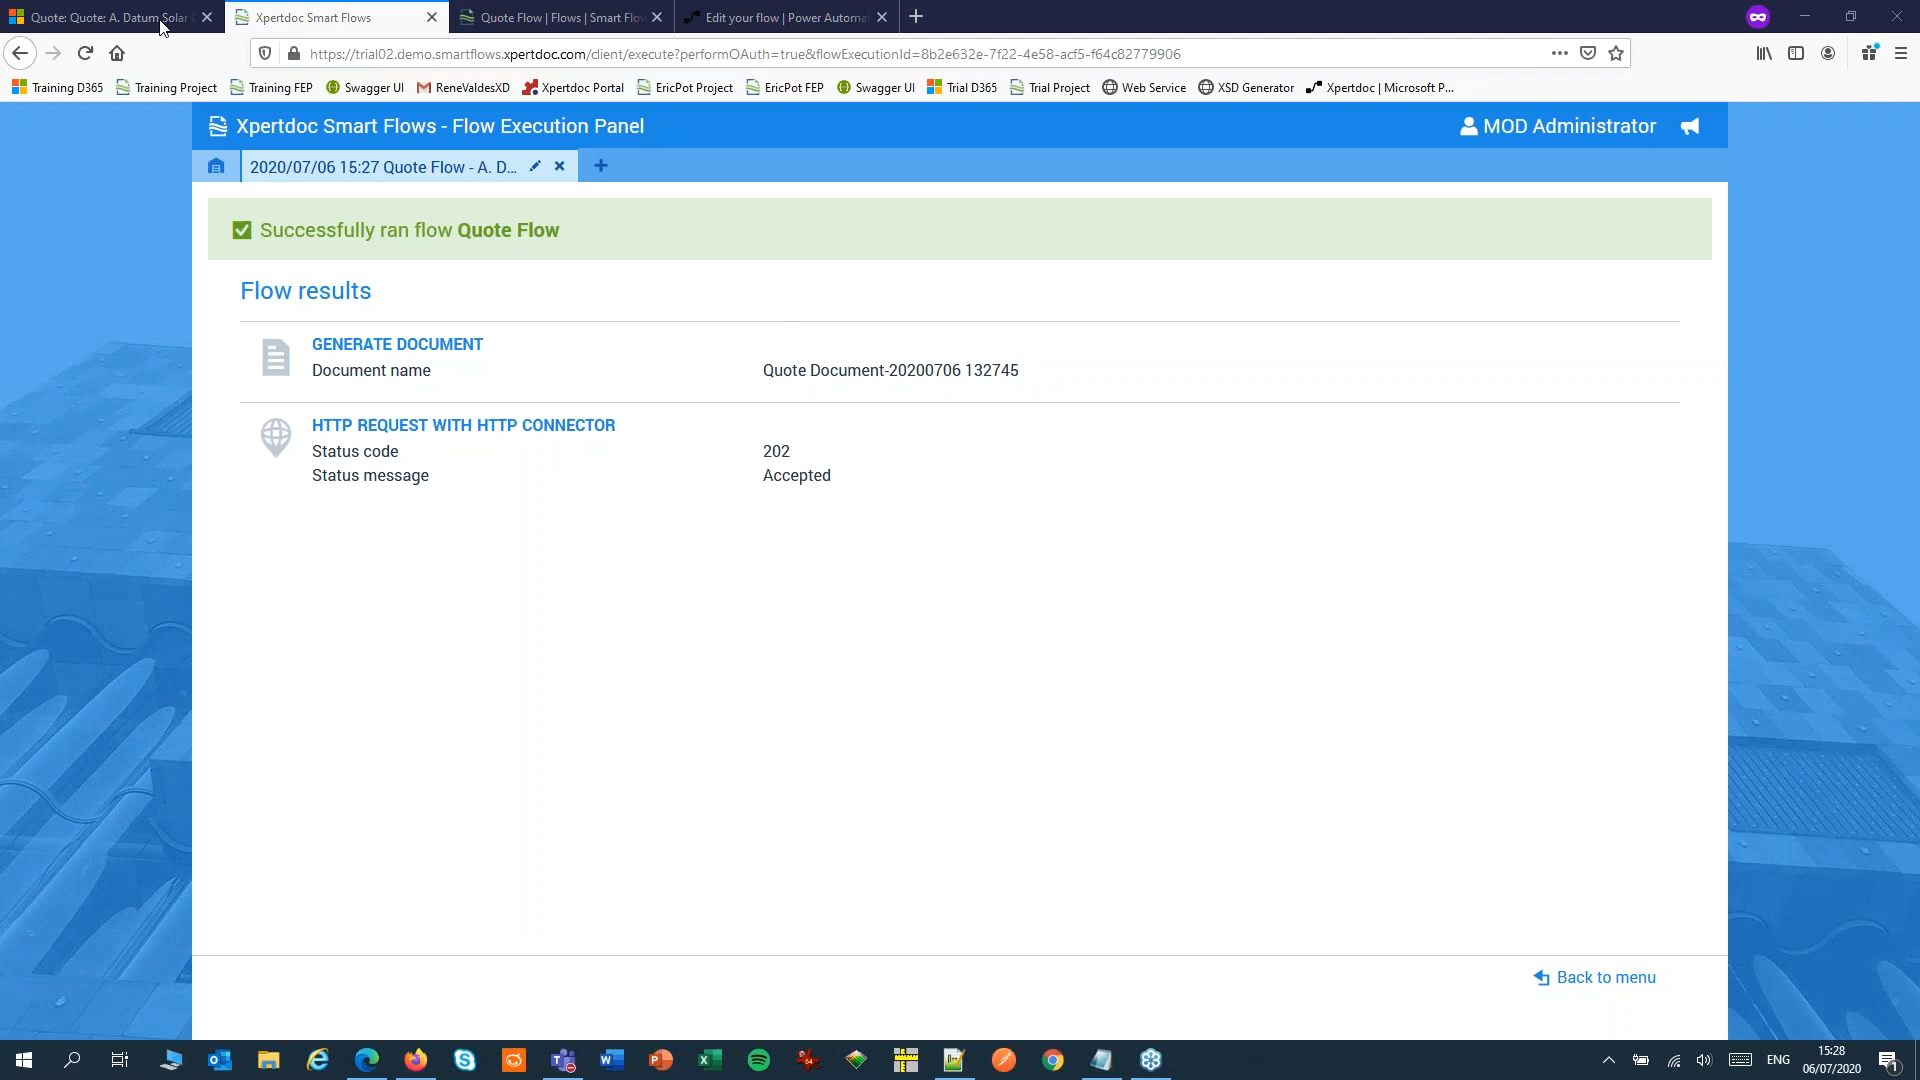 Quote: Quote: A. Datum Solar
Xpertdoc Smart Flows
Quote Flow | Flows | Smart Flo
Edit your flow | Power Automa
https://trial02.demo.smartflows.xpertdoc.com/client/execute?performOAuth=true&flowExecutionId=8b2e632e-7f22-4e58-acf5-f64c82779906
Training D365
Training Project
Training FEP
Swagger UI
ReneValdesXD
Xpertdoc Portal
EricPot Project
EricPot FEP
Swagger UI
Trial D365
Trial Project
Web Service
XSD Generator
Xpertdoc | Microsoft P...
Xpertdoc Smart Flows - Flow Execution Panel
MOD Administrator
2020/07/06 15:27 Quote Flow - A. D...
Successfully ran flow Quote Flow
Flow results
GENERATE DOCUMENT
Document name Quote Document-20200706 132745
HTTP REQUEST WITH HTTP CONNECTOR
Status code 202
Status message Accepted
Back to menu
ENG
15:28
06/07/2020
1